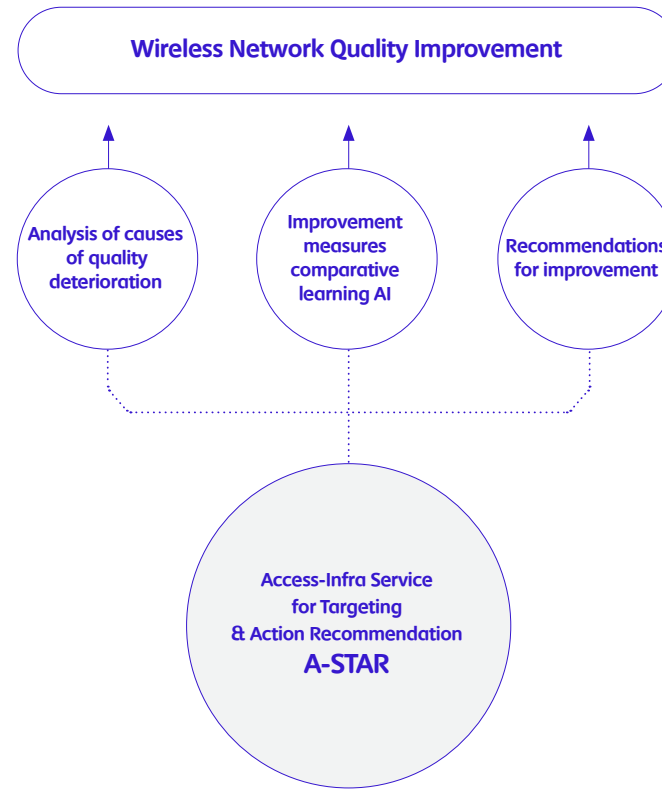 Wireless Network Quality Improvement
Analysis of causes
of quality
deterioration
Improvement
measures
comparative
learning AI
Recommendations
for improvement
Access-Infra Service
for Targeting
& Action Recommendation
A-STAR